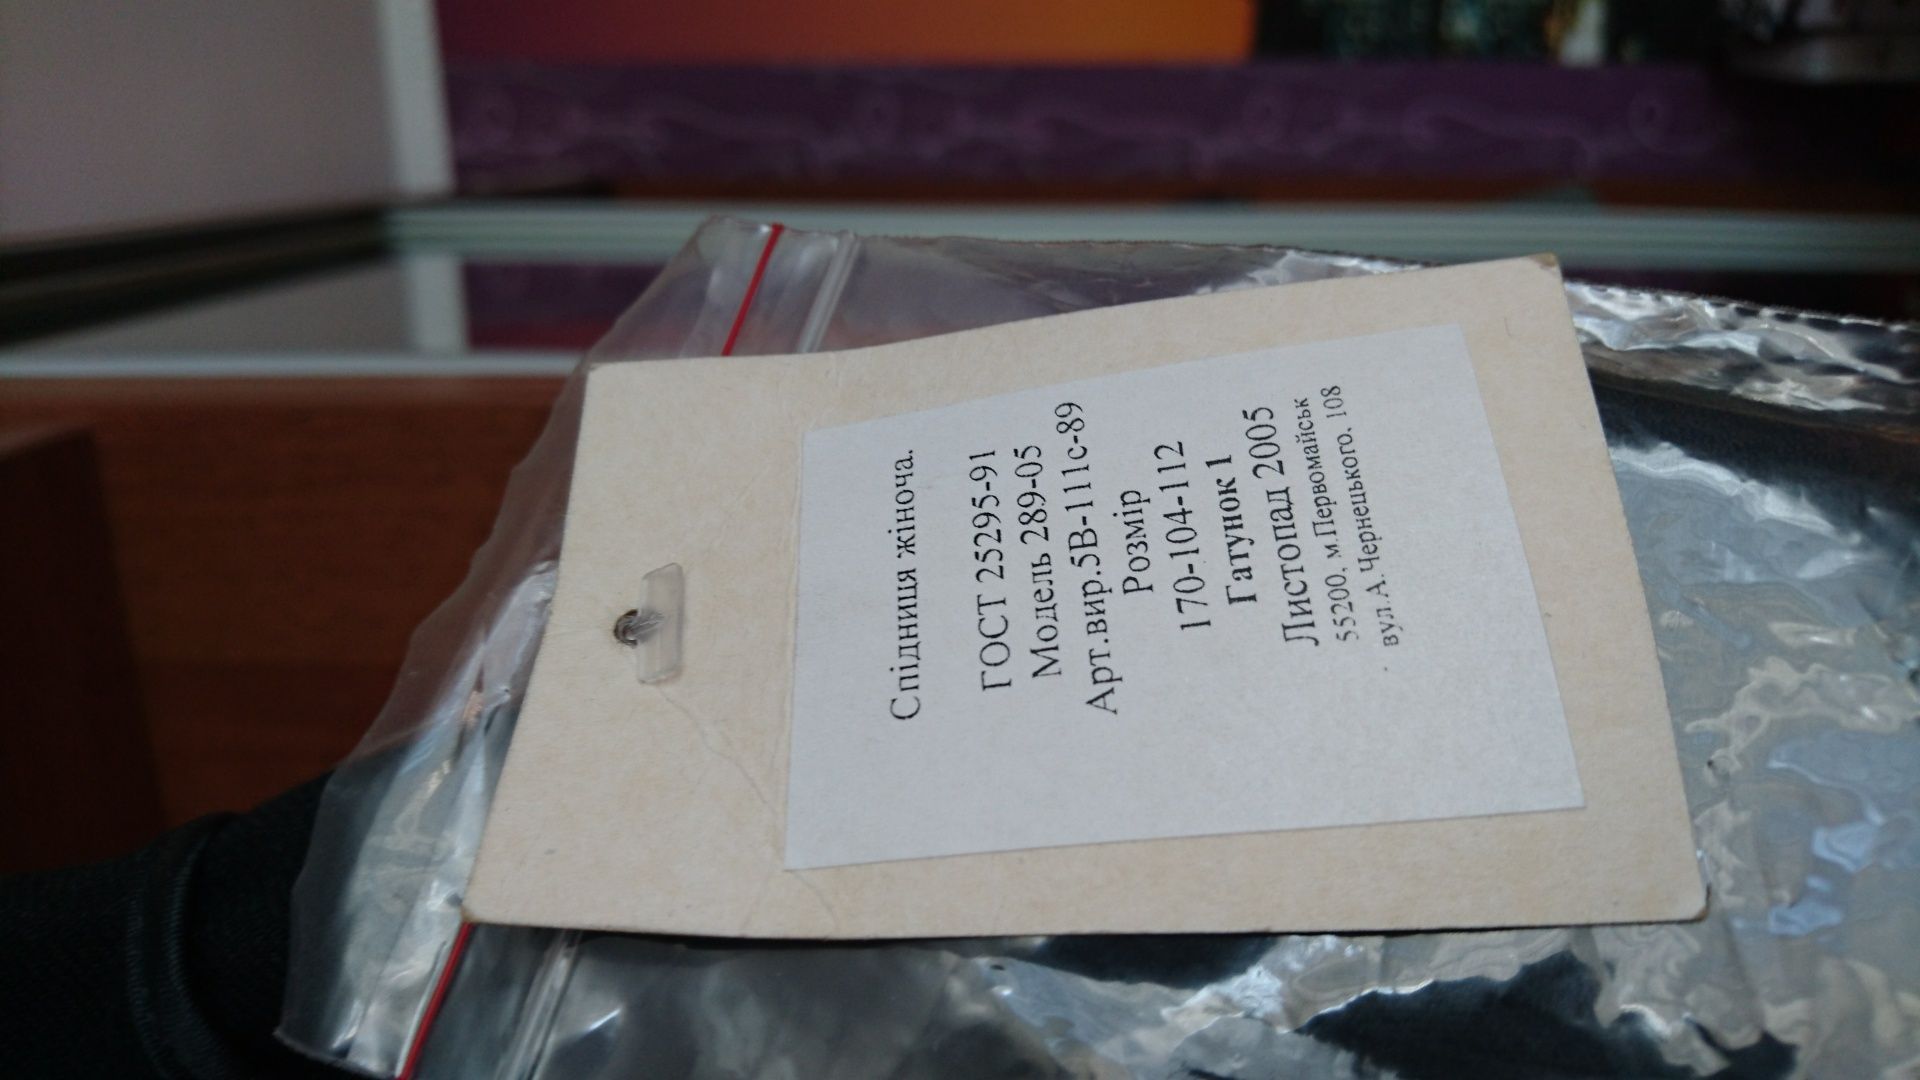 Спідниця жіноча.
ГОСТ 25295-91
Модель 289-05
Арт.вир.5В-111с-89
Розмір
170-104-112
Гатунок 1
Листопад 2005
55200, м.Первомайськ
вул.А.Чернецького, 108